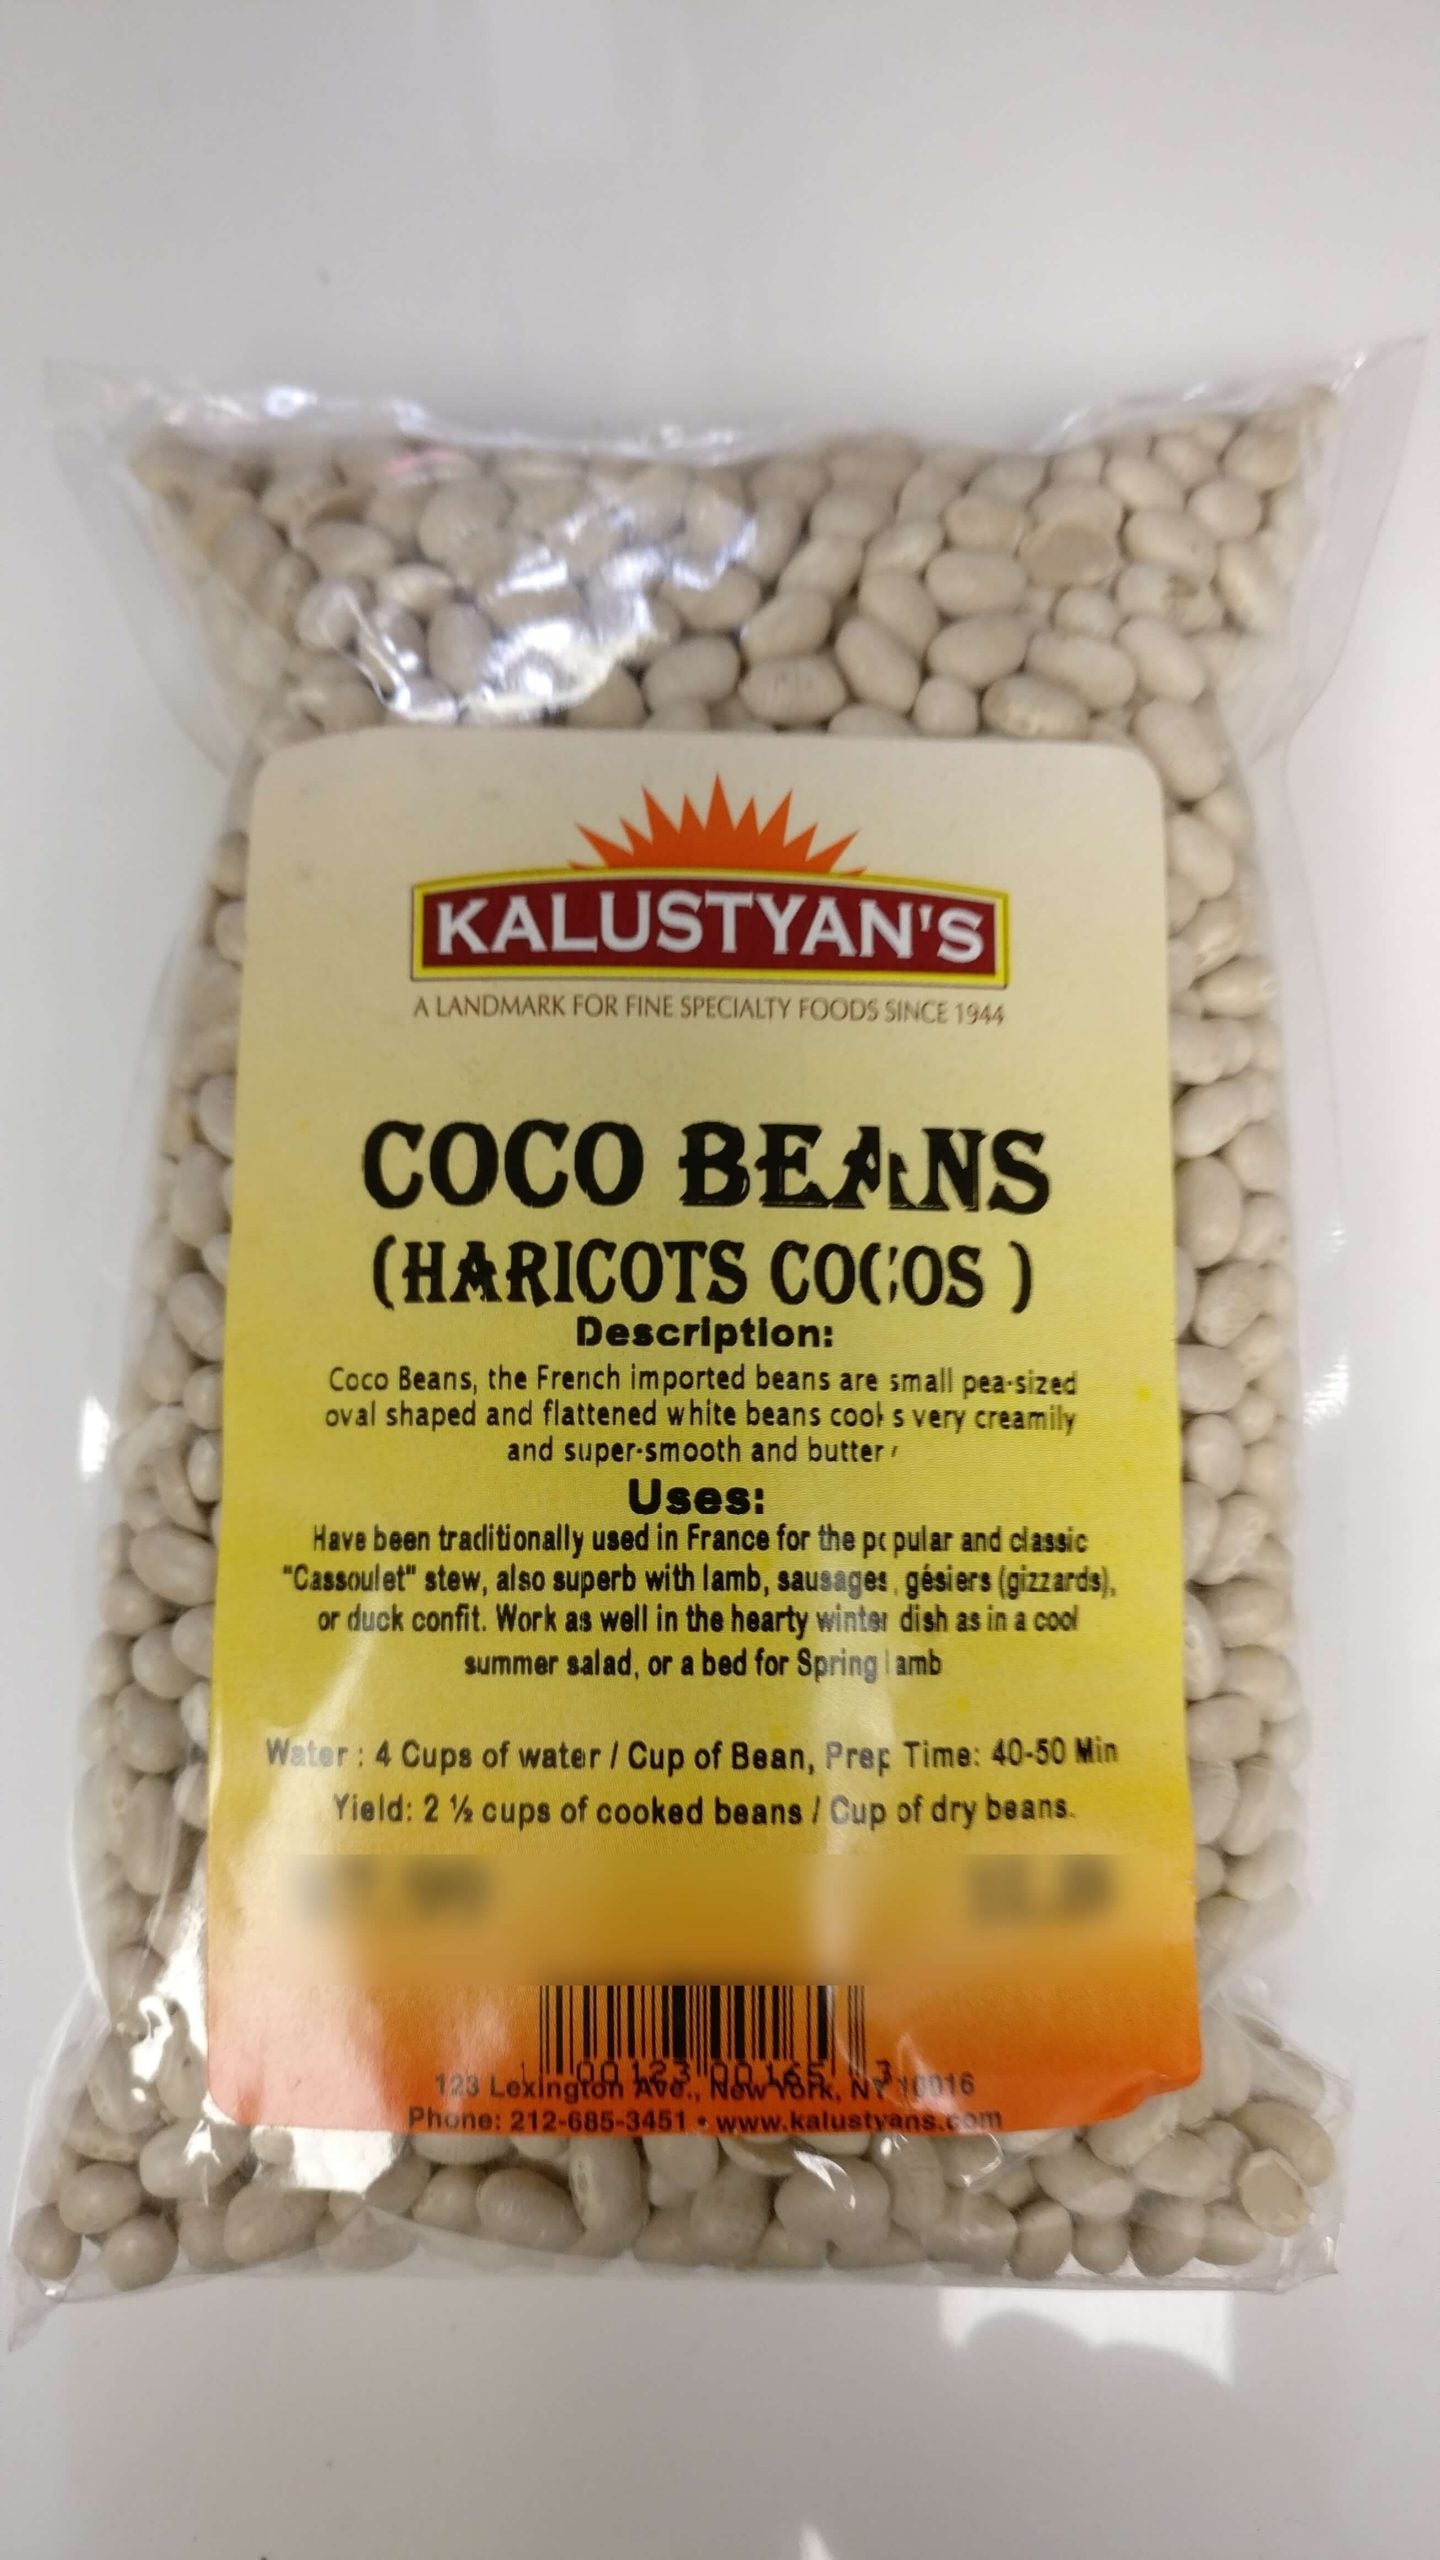 KALUSTYAN'S
A LANDMARK FOR FINE SPECIALTY FOODS SINCE 1944
COCO BEANS
(HARICOTS COCOS )
Description:
Coco Beans, the French imported beans are small pea-sized
oval shaped and flattened white beans cooks very creamily
and super-smooth and buttery
Uses:
Have been traditionally used in France for the popular and classic
"Cassoulet" stew, also superb with lamb, sausages, gésiers (gizzards),
or duck confit. Work as well in the hearty winter dish as in a cool
summer salad, or a bed for Spring lamb
Water : 4 Cups of water / Cup of Bean, Prep Time: 40-50 Min
Yield: 2 ½ cups of cooked beans / Cup of dry beans.
1 00123 00165 3
123 Lexington Ave., New York, NY 10016
Phone: 212-685-3451 • www.kalustyans.com